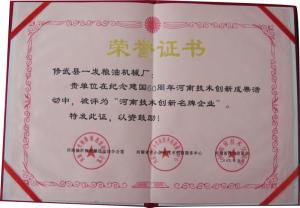 荣誉证书
修武县一发粮油机械厂：
贵单位在纪念建国60周年河南技术创新成果活
动中，被评为“河南技术创新名牌企业”。
特发此证，以资鼓励！